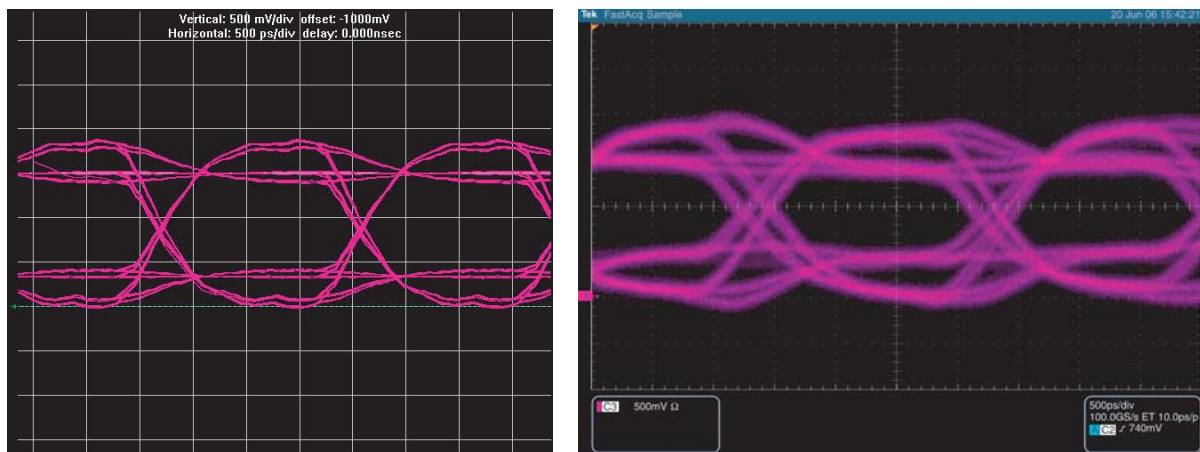 Vertical: 500 mV/div offset: -1000mV
Horizontal: 500 ps/div delay: 0.000nsec
Tek FastAcq Sample
20 Jun 06 15:42:21
C3 500mV Ω
500ps/div
100.0GS/s ET 10.0ps/p
A C2 ƒ 740mV